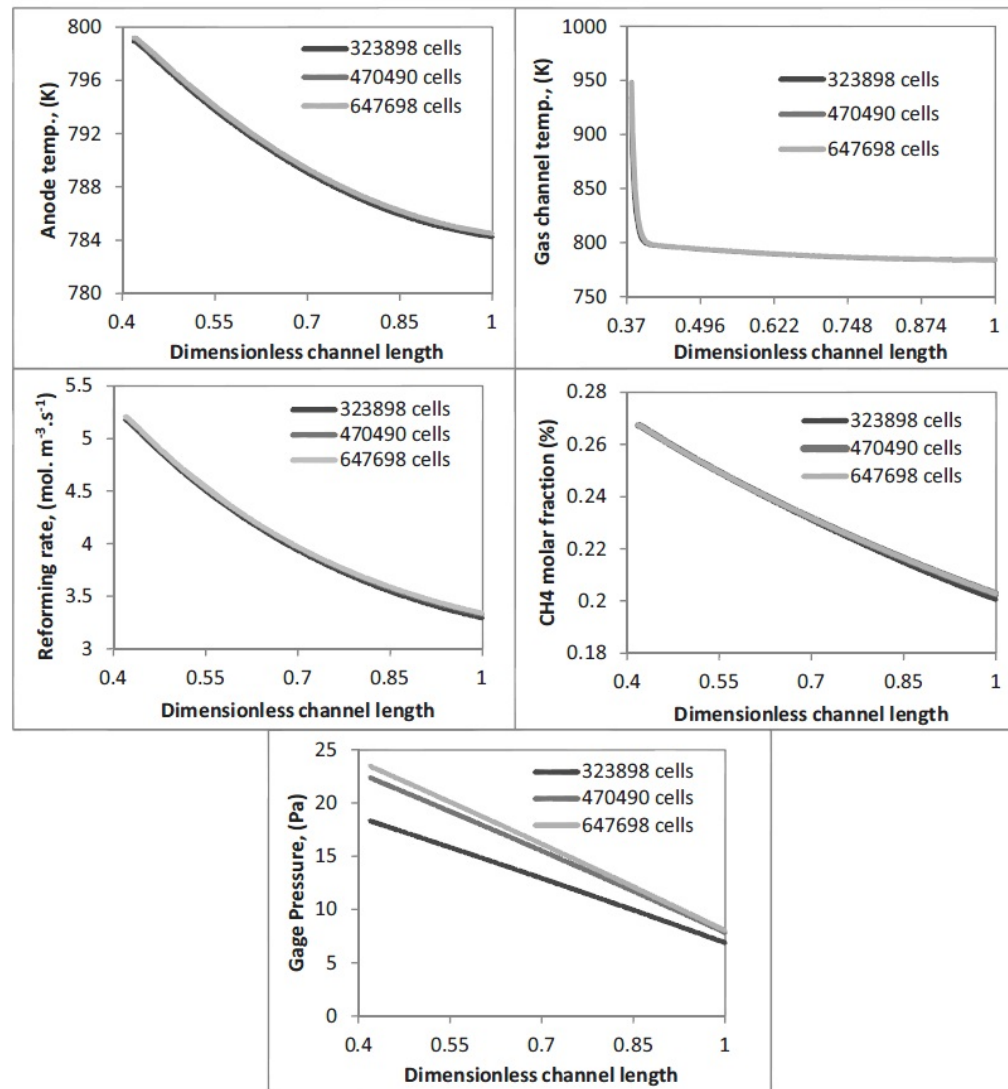 Anode temp., (K)
800
796
792
788
784
780
0.4 0.55 0.7 0.85 1
Dimensionless channel length
323898 cells
470490 cells
647698 cells
Gas channel temp., (K)
1000
950
900
850
800
750
0.37 0.496 0.622 0.748 0.874 1
Dimensionless channel length
323898 cells
470490 cells
647698 cells
Reforming rate, (mol. m⁻³.s⁻¹)
5.5
5
4.5
4
3.5
3
0.4 0.55 0.7 0.85 1
Dimensionless channel length
323898 cells
470490 cells
647698 cells
CH4 molar fraction (%)
0.28
0.26
0.24
0.22
0.2
0.18
0.4 0.55 0.7 0.85 1
Dimensionless channel length
323898 cells
470490 cells
647698 cells
Gage Pressure, (Pa)
25
20
15
10
5
0
0.4 0.55 0.7 0.85 1
Dimensionless channel length
323898 cells
470490 cells
647698 cells